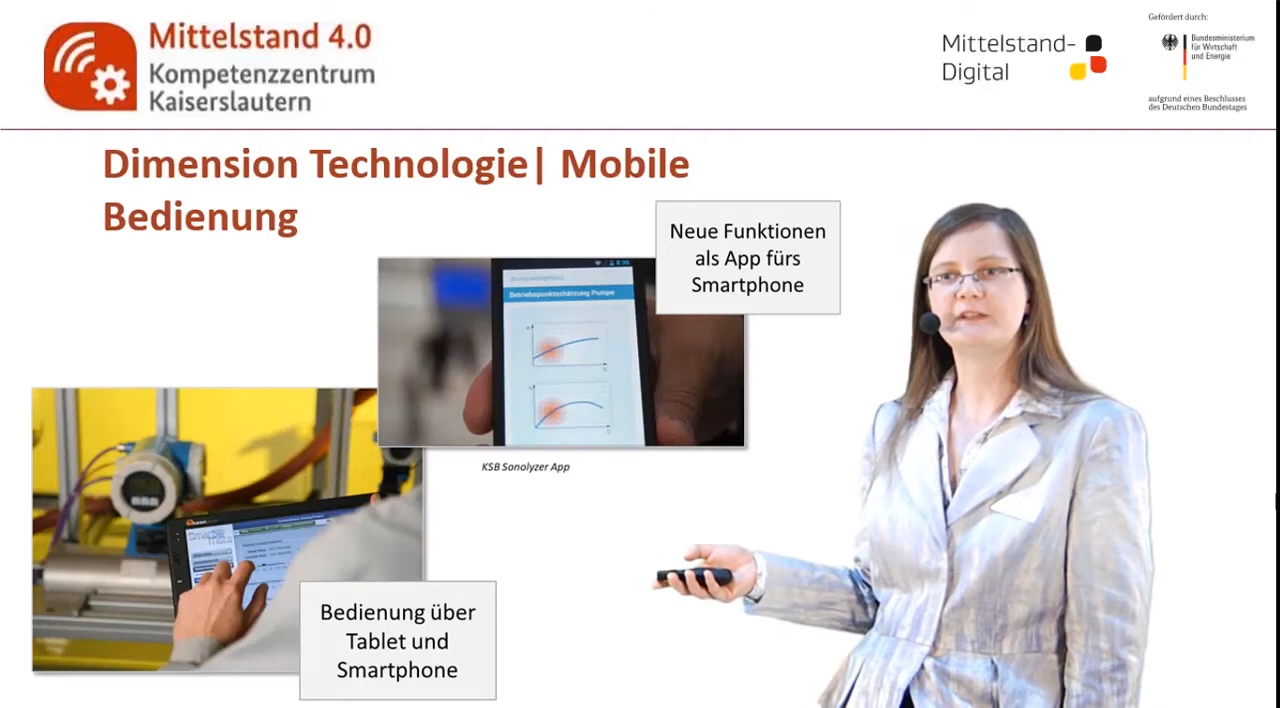 Mittelstand 4.0
Kompetenzzentrum
Kaiserslautern
Mittelstand-
Digital
Gefördert durch:
Bundesministerium
für Wirtschaft
und Energie
aufgrund eines Beschlusses
des Deutschen Bundestages
Dimension Technologie| Mobile
Bedienung
Neue Funktionen
als App fürs
Smartphone
Betriebspunktschätzung Pumpe
KSB Sonolyzer App
Bedienung über
Tablet und
Smartphone